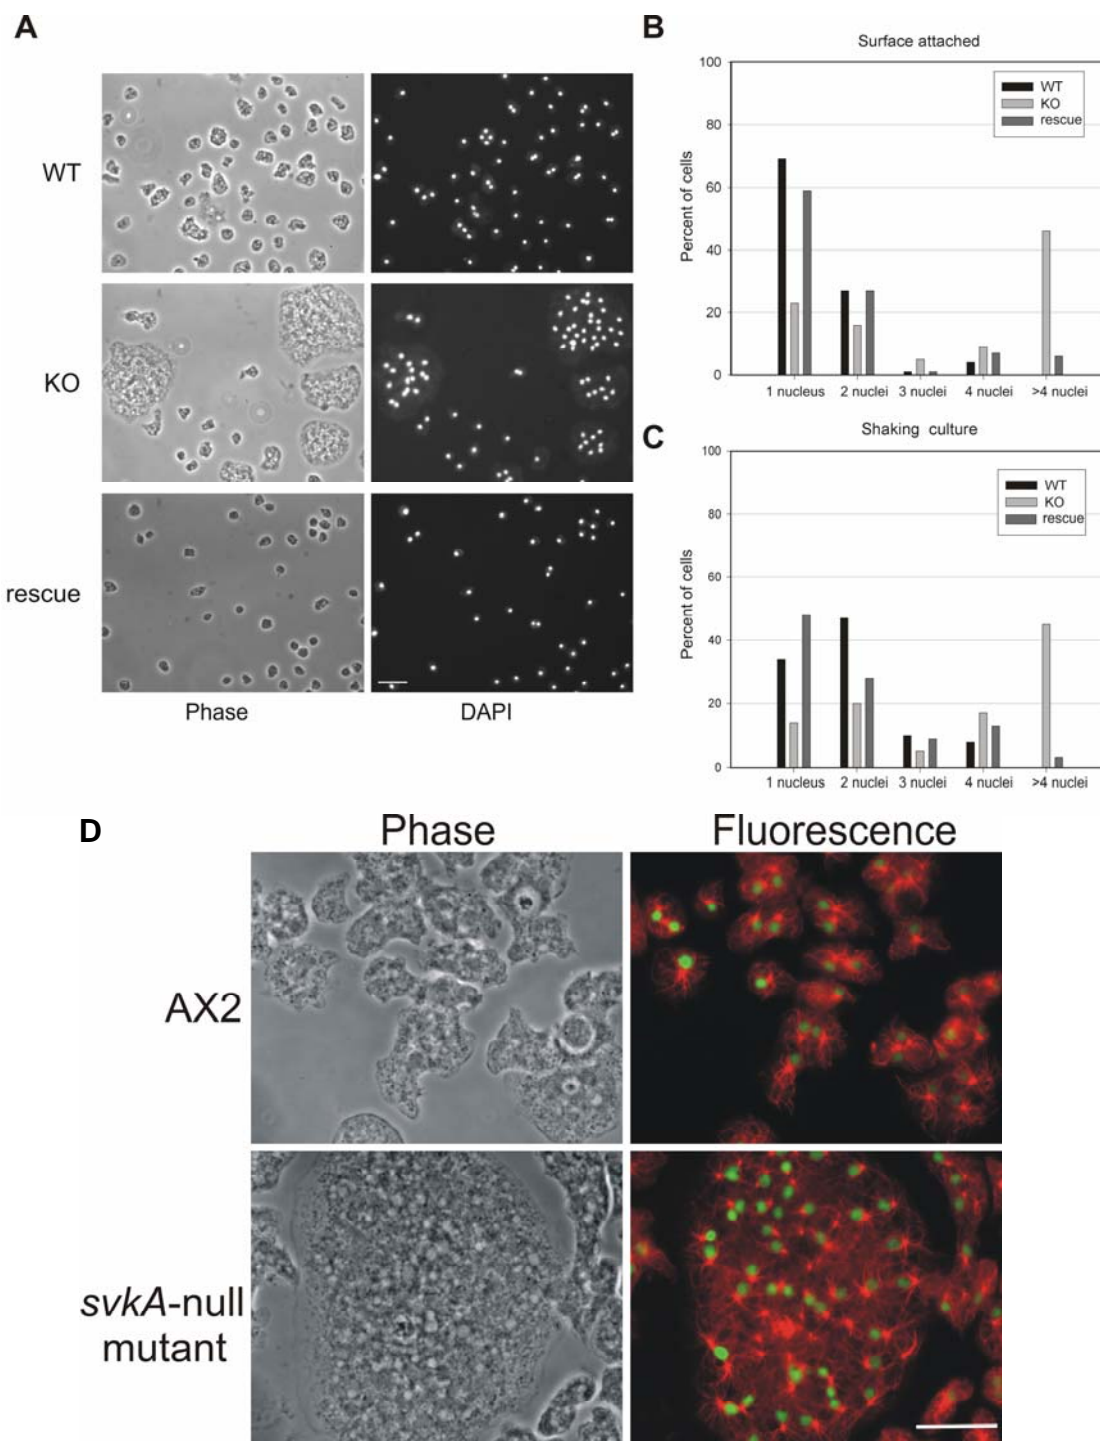 A
WT
KO
rescue
Phase
DAPI
B
Surface attached
Percent of cells
100
80
60
40
20
0
WT
KO
rescue
1 nucleus
2 nuclei
3 nuclei
4 nuclei
>4 nuclei
C
Shaking culture
Percent of cells
100
80
60
40
20
0
WT
KO
rescue
1 nucleus
2 nuclei
3 nuclei
4 nuclei
>4 nuclei
D
Phase
Fluorescence
AX2
svkA-null
mutant